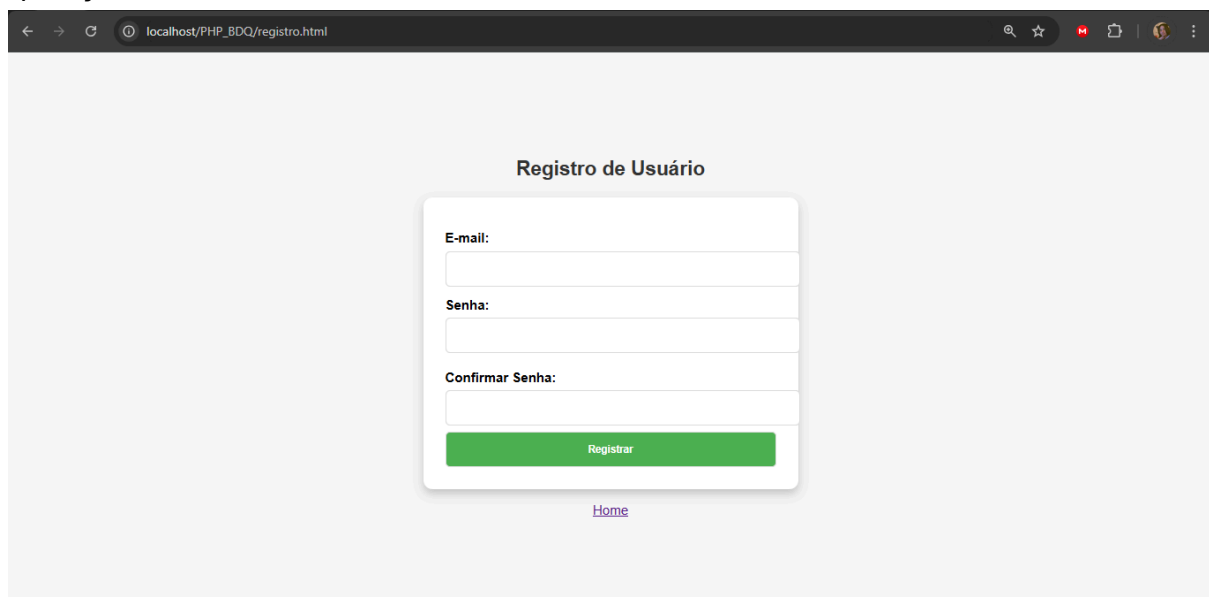 localhost/PHP_BDQ/registro.html
Registro de Usuário
E-mail:
Senha:
Confirmar Senha:
Registrar
Home